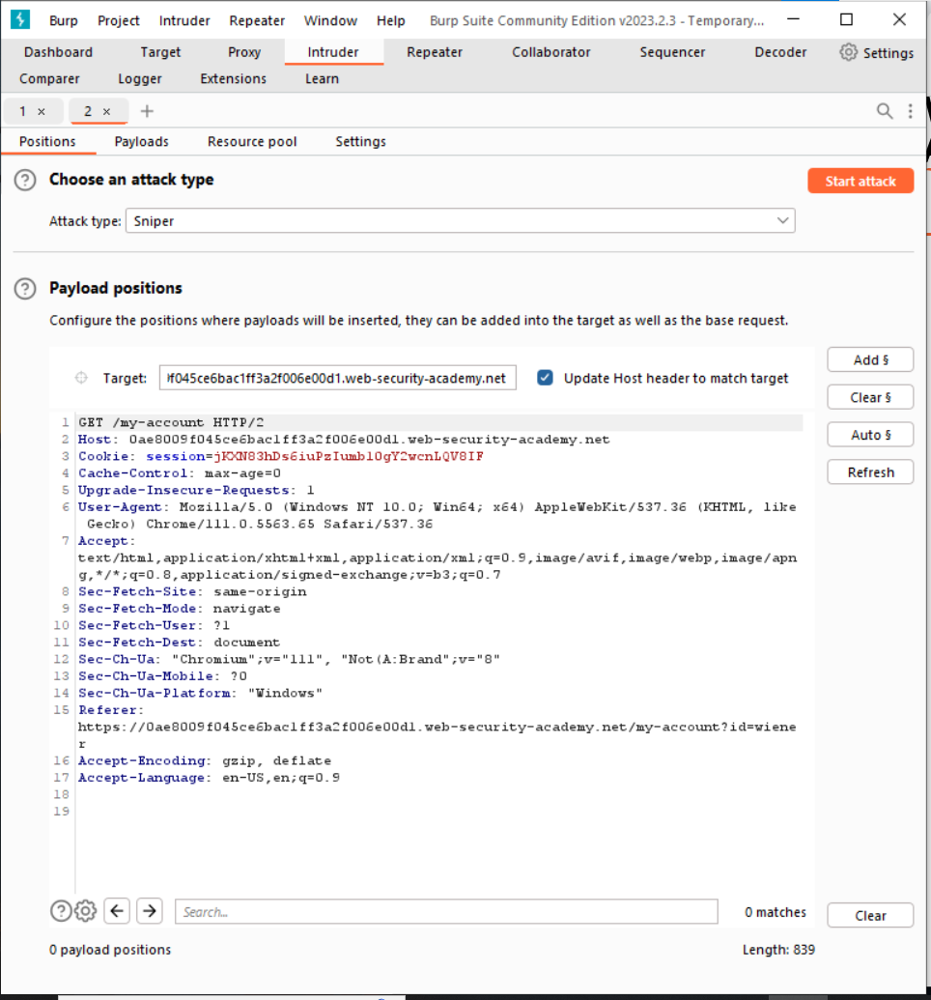 Burp Project Intruder Repeater Window Help Burp Suite Community Edition v2023.2.3 - Temporary...
Dashboard Target Proxy Intruder Repeater Collaborator Sequencer Decoder Settings
Comparer Logger Extensions Learn
1 × 2 × +
Positions Payloads Resource pool Settings
? Choose an attack type Start attack
Attack type: Sniper
? Payload positions
Configure the positions where payloads will be inserted, they can be added into the target as well as the base request.
Add §
Target: 9f045ce6bac1ff3a2f006e00d1.web-security-academy.net Update Host header to match target
Clear §
Auto §
Refresh
1 GET /my-account HTTP/2
2 Host: 0ae8009f045ce6bac1ff3a2f006e00d1.web-security-academy.net
3 Cookie: session=jKXN83hDs6iuPzIumbl0gY2wcnLQV8IF
4 Cache-Control: max-age=0
5 Upgrade-Insecure-Requests: 1
6 User-Agent: Mozilla/5.0 (Windows NT 10.0; Win64; x64) AppleWebKit/537.36 (KHTML, like
Gecko) Chrome/111.0.5563.65 Safari/537.36
7 Accept:
text/html,application/xhtml+xml,application/xml;q=0.9,image/avif,image/webp,image/apn
g,*/*;q=0.8,application/signed-exchange;v=b3;q=0.7
8 Sec-Fetch-Site: same-origin
9 Sec-Fetch-Mode: navigate
10 Sec-Fetch-User: ?1
11 Sec-Fetch-Dest: document
12 Sec-Ch-Ua: "Chromium";v="111", "Not(A:Brand";v="8"
13 Sec-Ch-Ua-Mobile: ?0
14 Sec-Ch-Ua-Platform: "Windows"
15 Referer:
https://0ae8009f045ce6bac1ff3a2f006e00d1.web-security-academy.net/my-account?id=wiene
r
16 Accept-Encoding: gzip, deflate
17 Accept-Language: en-US,en;q=0.9
18
19
? Search... 0 matches Clear
0 payload positions Length: 839